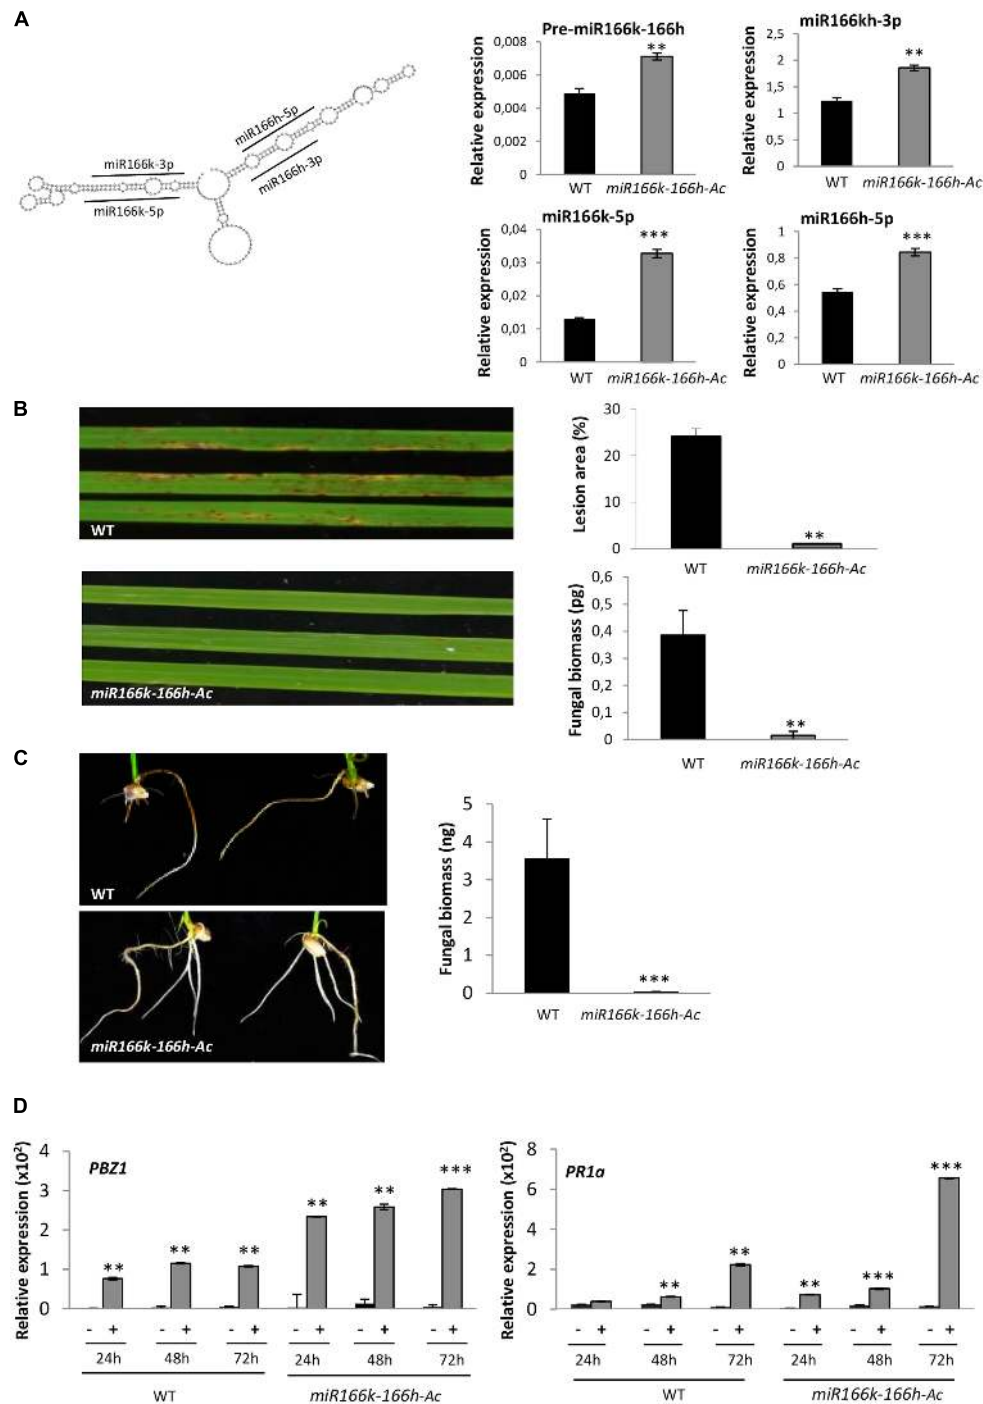 A
miR166h-5p
miR166k-3p
miR166h-3p
miR166k-5p
Pre-miR166k-166h
Relative expression
0,008
0,006
0,004
0,002
0
**
WT
miR166k-166h-Ac
miR166kh-3p
Relative expression
2,5
2
1,5
1
0,5
0
**
WT
miR166k-166h-Ac
miR166k-5p
Relative expression
0,04
0,03
0,02
0,01
0
***
WT
miR166k-166h-Ac
miR166h-5p
Relative expression
1
0,8
0,6
0,4
0,2
0
***
WT
miR166k-166h-Ac
B
WT
miR166k-166h-Ac
Lesion area (%)
30
20
10
0
**
WT
miR166k-166h-Ac
Fungal biomass (pg)
0,6
0,5
0,4
0,3
0,2
0,1
0
**
WT
miR166k-166h-Ac
C
WT
miR166k-166h-Ac
Fungal biomass (ng)
5
4
3
2
1
0
***
WT
miR166k-166h-Ac
D
PBZ1
Relative expression (x10²)
4
3
2
1
0
** ** ** ** ** ***
- + - + - + - + - + - +
24h 48h 72h 24h 48h 72h
WT miR166k-166h-Ac
PR1a
Relative expression (x10²)
8
6
4
2
0
** ** ** *** ***
- + - + - + - + - + - +
24h 48h 72h 24h 48h 72h
WT miR166k-166h-Ac